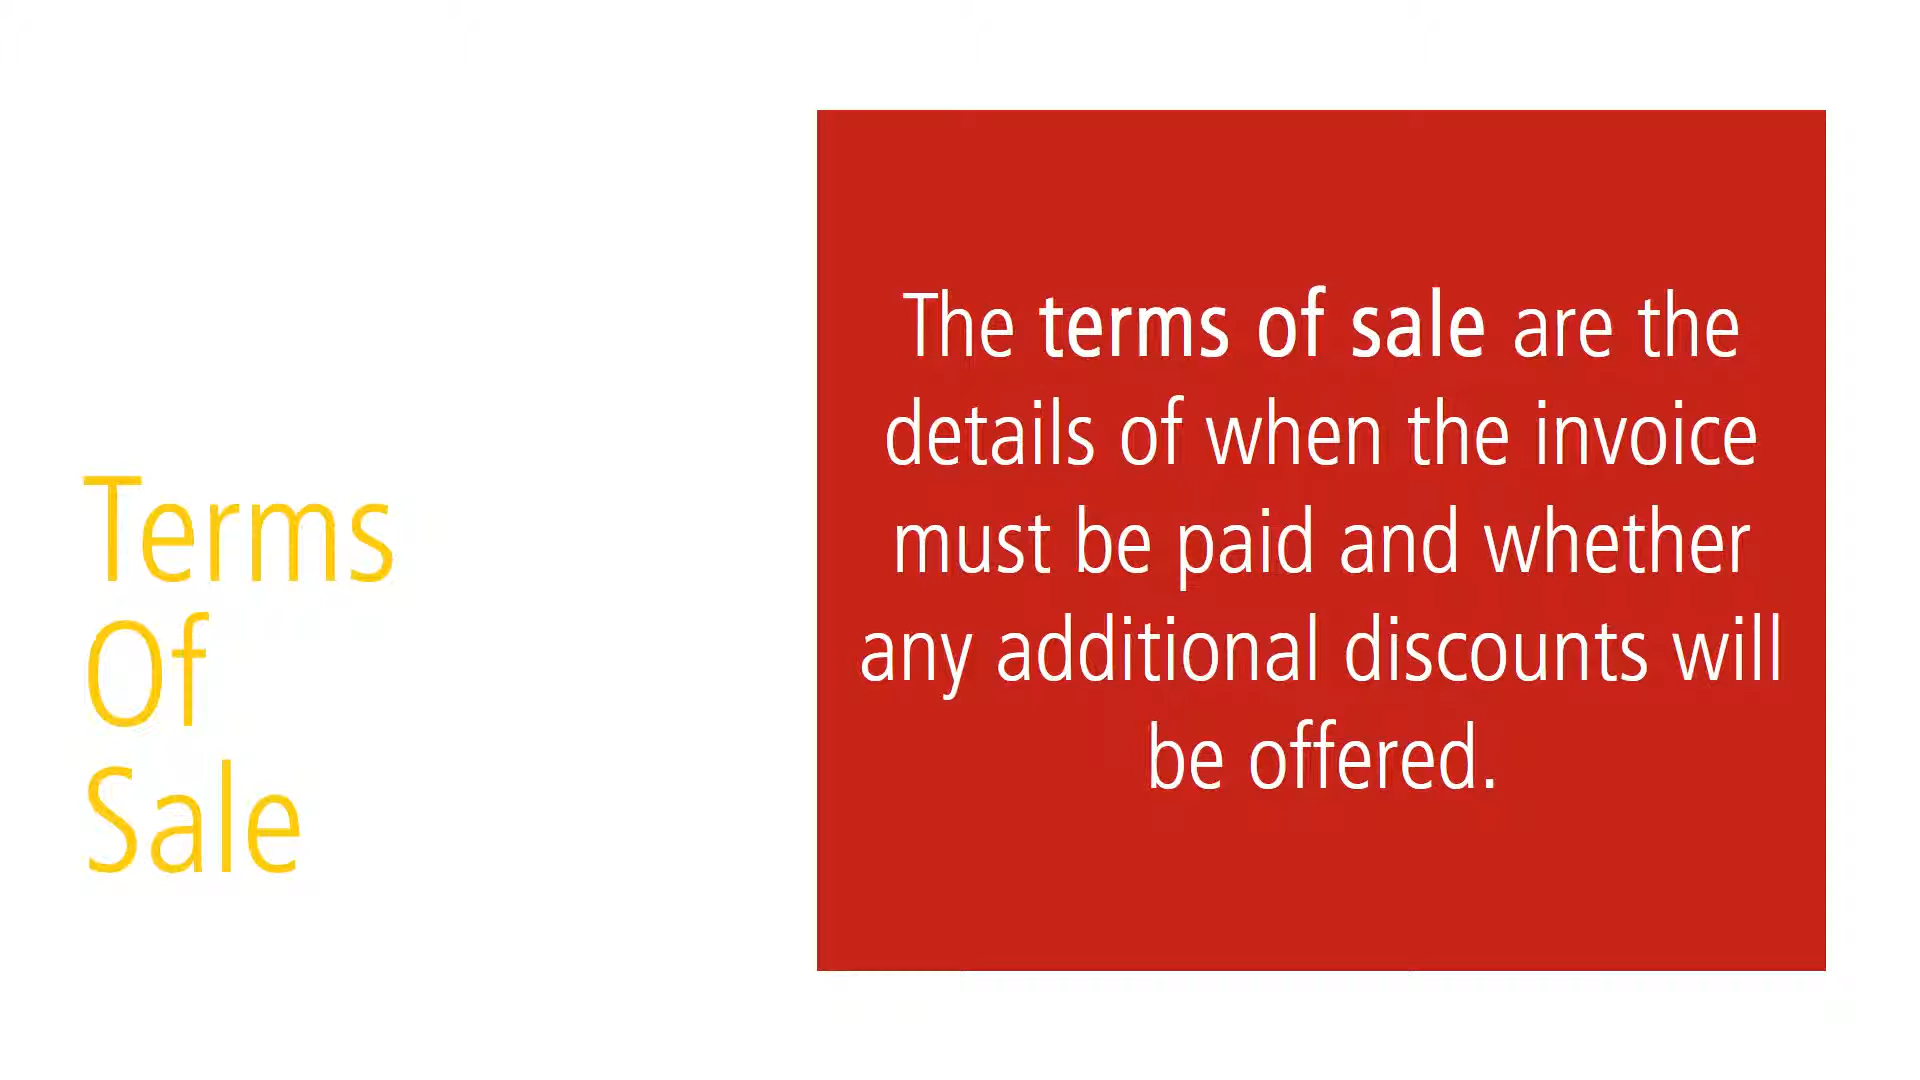 Terms
Of
Sale
The terms of sale are the
details of when the invoice
must be paid and whether
any additional discounts will
be offered.